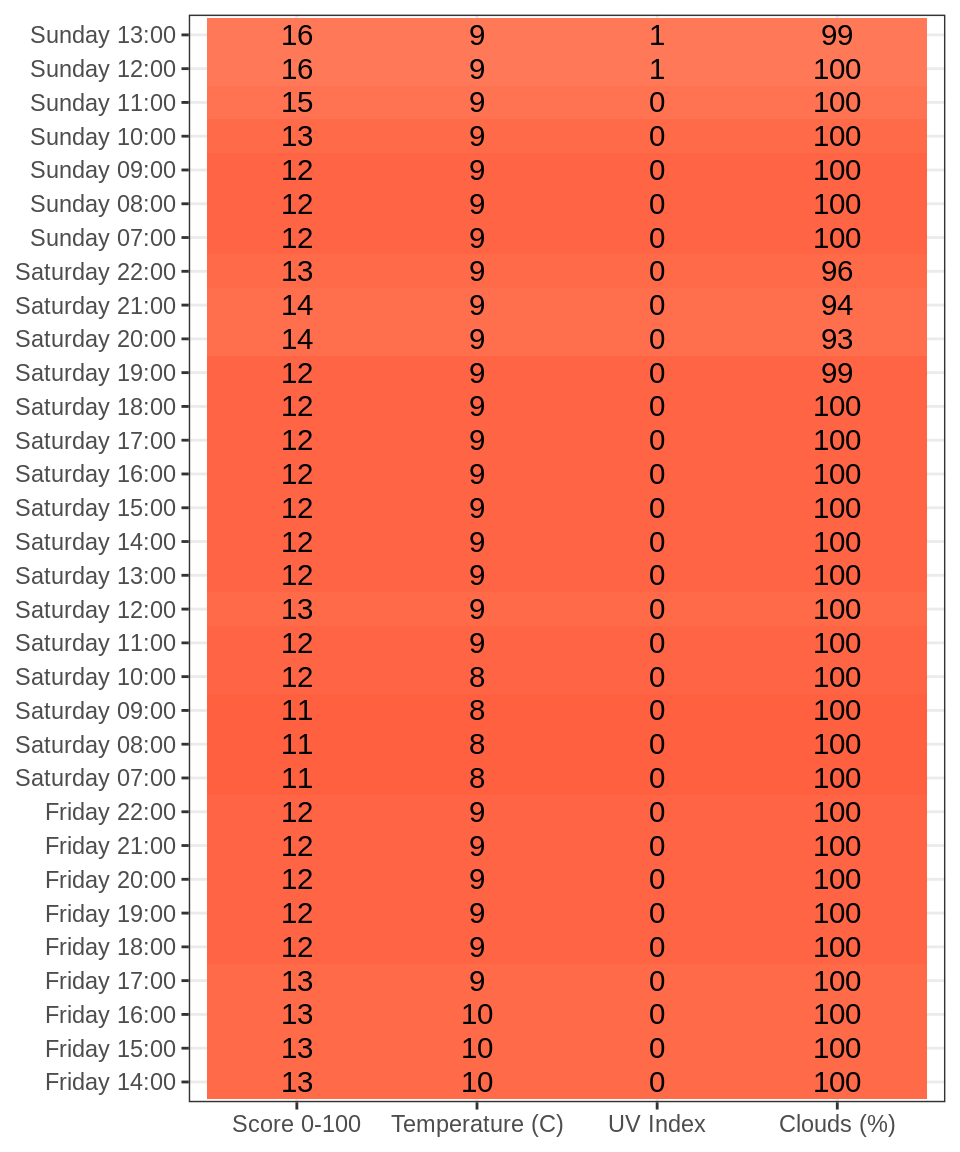 Sunday 13:00 16 9 1 99
Sunday 12:00 16 9 1 100
Sunday 11:00 15 9 0 100
Sunday 10:00 13 9 0 100
Sunday 09:00 12 9 0 100
Sunday 08:00 12 9 0 100
Sunday 07:00 12 9 0 100
Saturday 22:00 13 9 0 96
Saturday 21:00 14 9 0 94
Saturday 20:00 14 9 0 93
Saturday 19:00 12 9 0 99
Saturday 18:00 12 9 0 100
Saturday 17:00 12 9 0 100
Saturday 16:00 12 9 0 100
Saturday 15:00 12 9 0 100
Saturday 14:00 12 9 0 100
Saturday 13:00 12 9 0 100
Saturday 12:00 13 9 0 100
Saturday 11:00 12 9 0 100
Saturday 10:00 12 8 0 100
Saturday 09:00 11 8 0 100
Saturday 08:00 11 8 0 100
Saturday 07:00 11 8 0 100
Friday 22:00 12 9 0 100
Friday 21:00 12 9 0 100
Friday 20:00 12 9 0 100
Friday 19:00 12 9 0 100
Friday 18:00 12 9 0 100
Friday 17:00 13 9 0 100
Friday 16:00 13 10 0 100
Friday 15:00 13 10 0 100
Friday 14:00 13 10 0 100
Score 0-100 Temperature (C) UV Index Clouds (%)